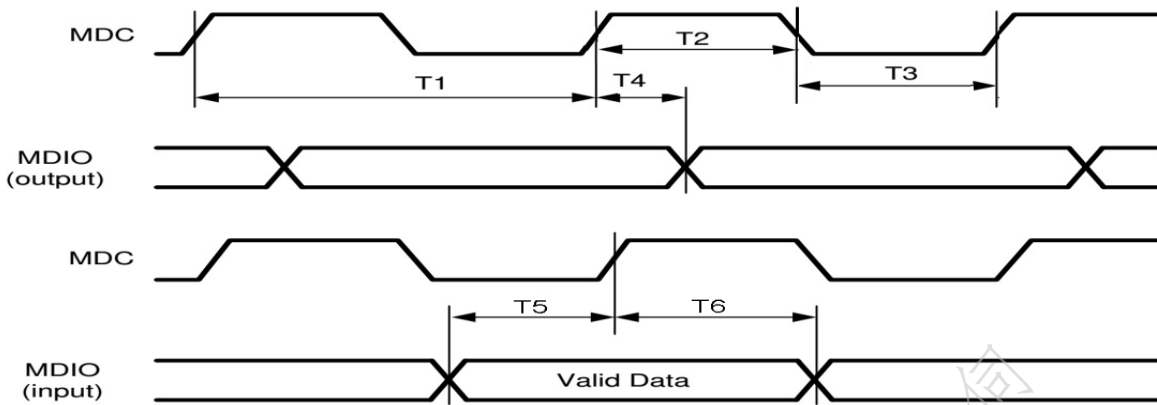 MDC
T1
T2
T3
T4
MDIO
(output)
MDC
T5
T6
MDIO
(input)
Valid Data